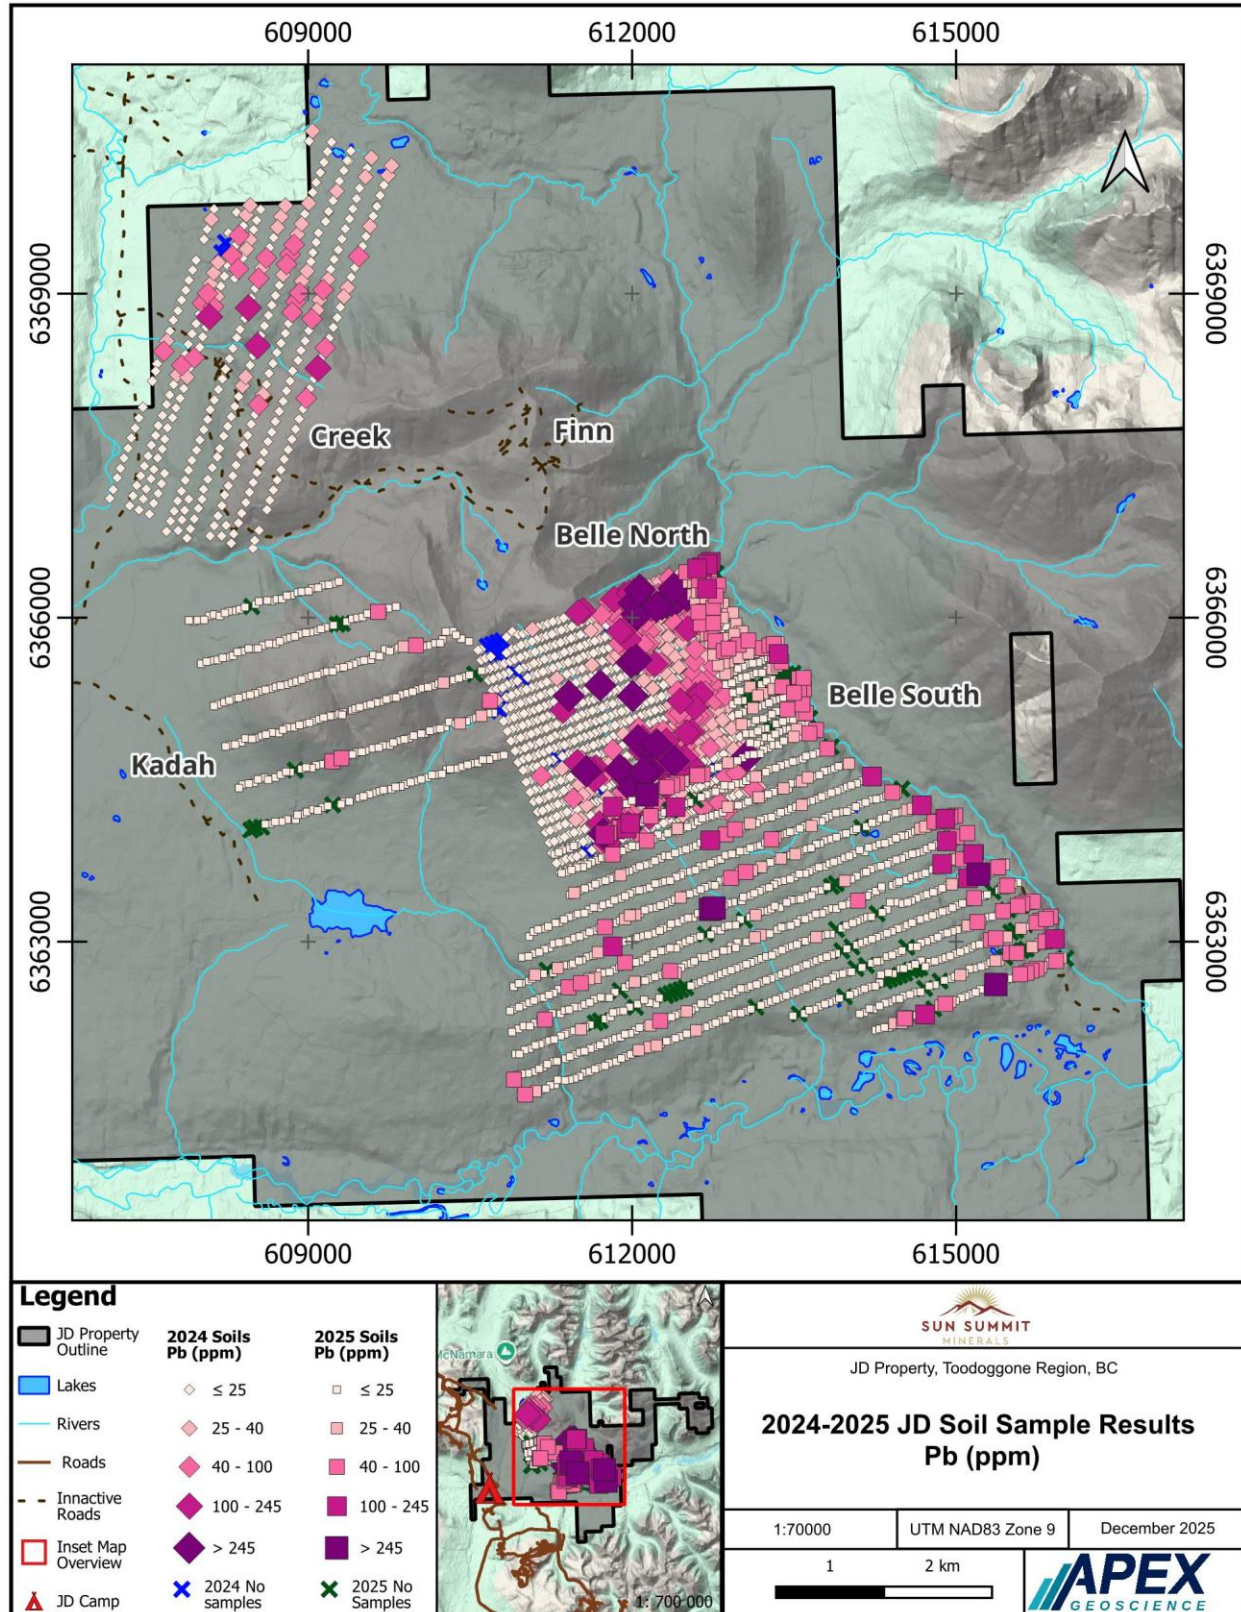 609000
612000
615000
6369000
6369000
Creek
Finn
Belle North
6366000
6366000
Belle South
Kadah
6363000
6363000
609000
612000
615000
Legend
JD Property
Outline
Lakes
Rivers
Roads
Innactive
Roads
Inset Map
Overview
JD Camp
2024 Soils
Pb (ppm)
≤ 25
25 - 40
40 - 100
100 - 245
> 245
2024 No
samples
2025 Soils
Pb (ppm)
≤ 25
25 - 40
40 - 100
100 - 245
> 245
2025 No
Samples
McNamara
1: 700 000
SUN SUMMIT
MINERALS
JD Property, Toodoggone Region, BC
2024-2025 JD Soil Sample Results
Pb (ppm)
1:70000
UTM NAD83 Zone 9
December 2025
1
2 km
APEX
GEOSCIENCE